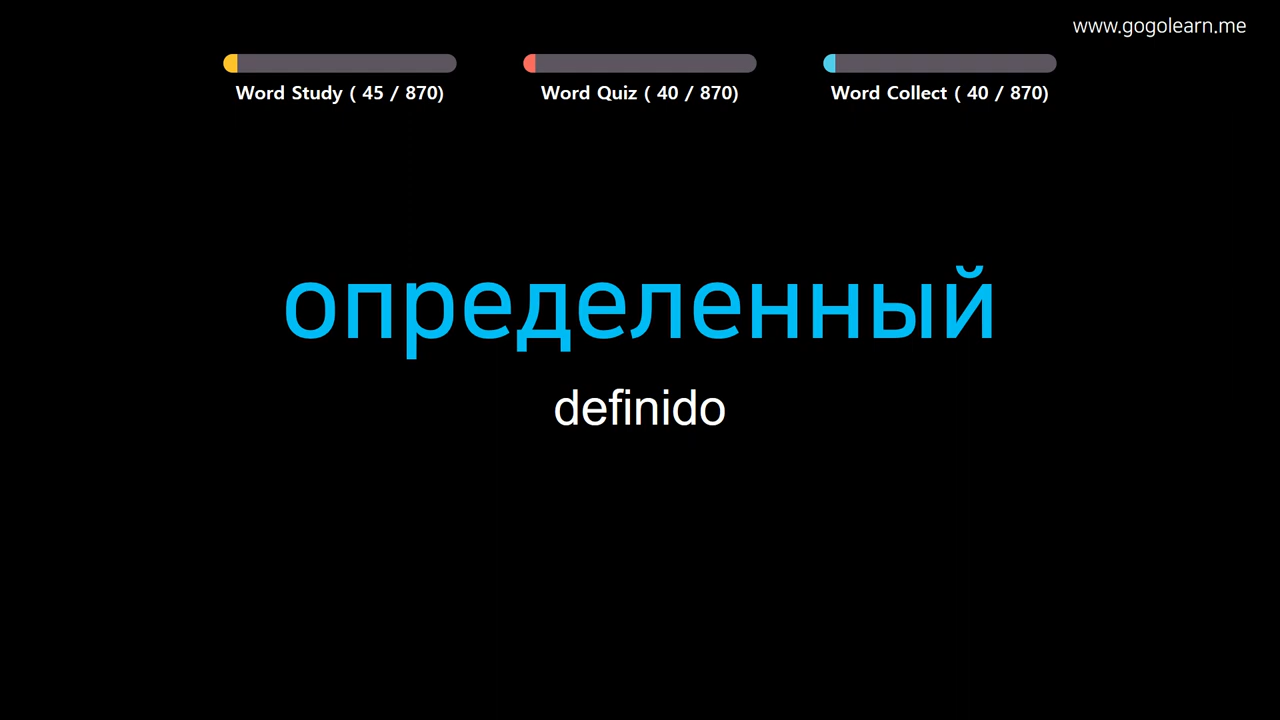 www.gogolearn.me
Word Study ( 45 / 870)
Word Quiz ( 40 / 870)
Word Collect ( 40 / 870)
определенный
definido